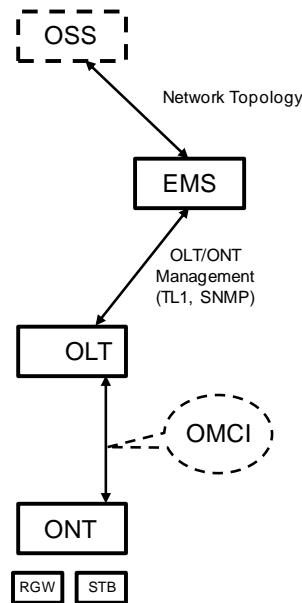 OSS
Network Topology
EMS
OLT/ONT
Management
(TL1, SNMP)
OLT
OMCI
ONT
RGW
STB